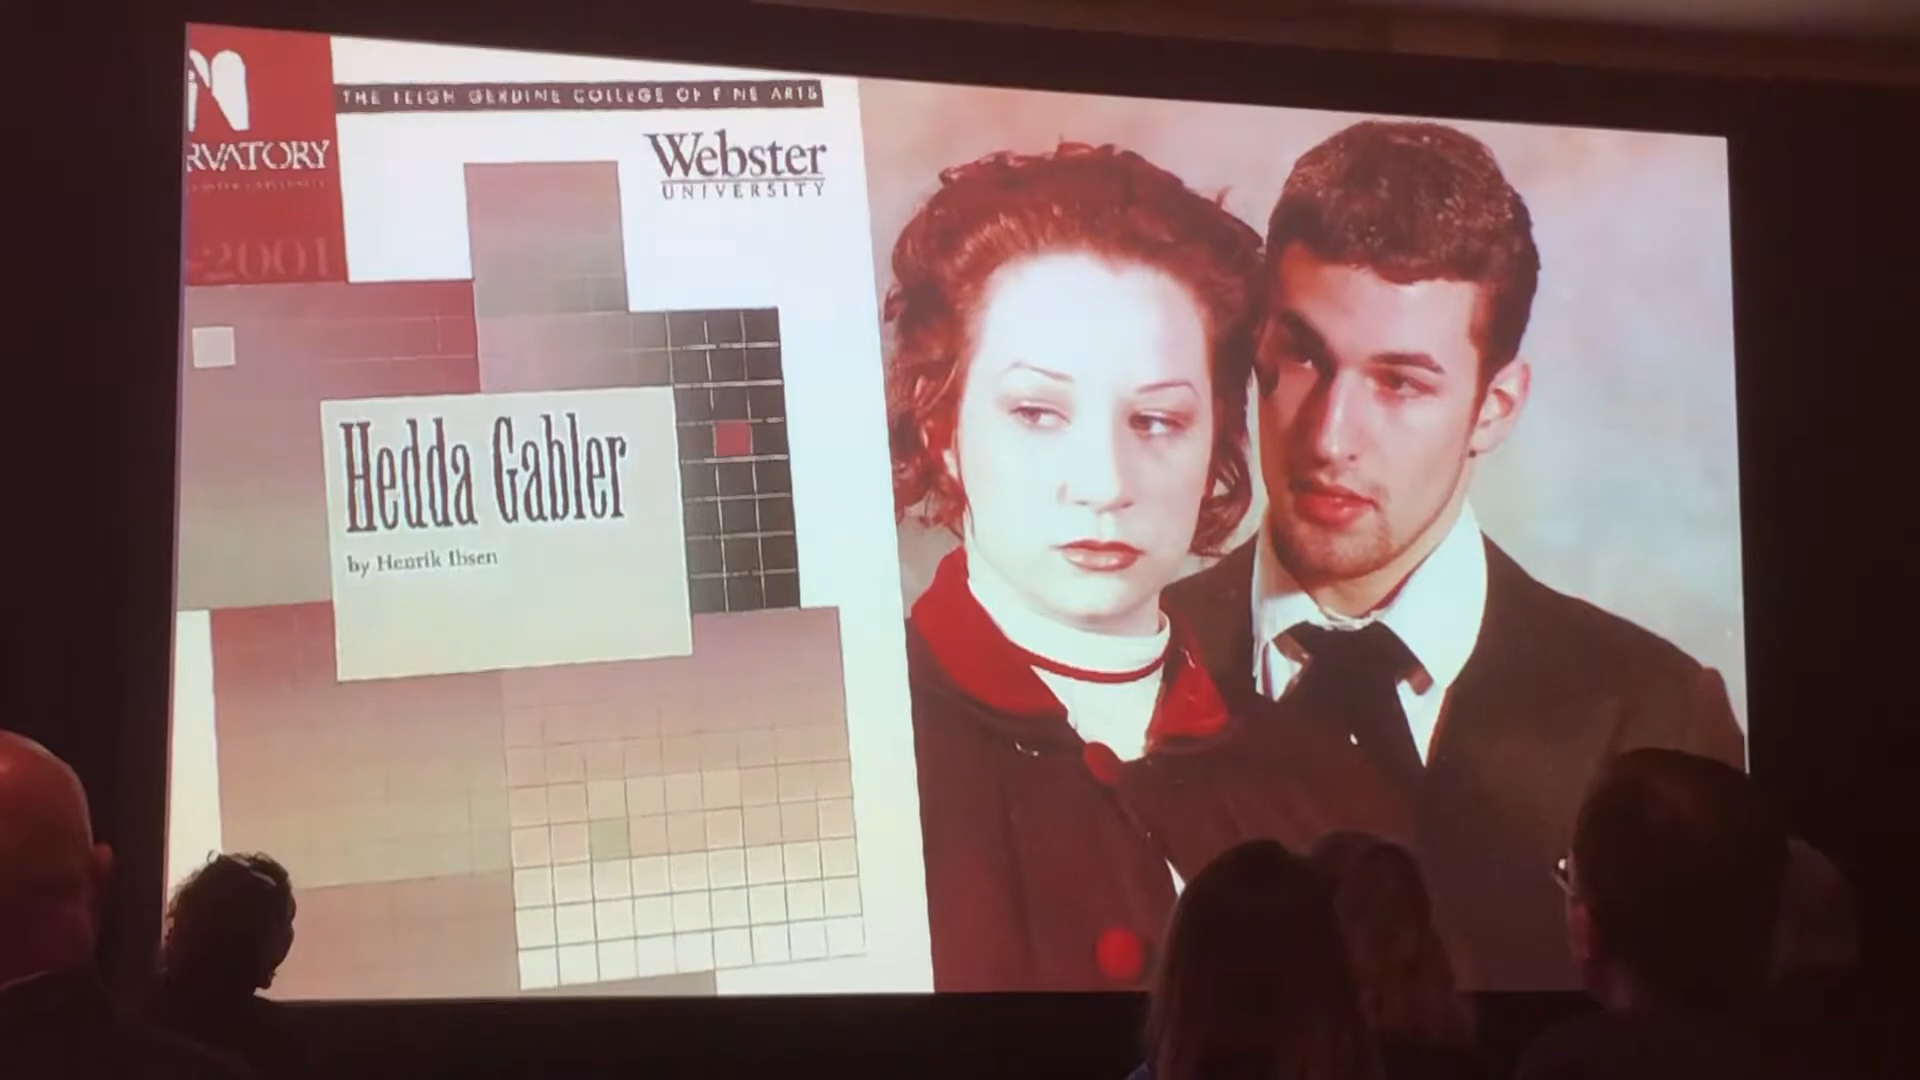 RVATORY
2001
THE LEIGH GERDINE COLLEGE OF FINE ARTS
Webster
UNIVERSITY
Hedda Gabler
by Henrik Ibsen